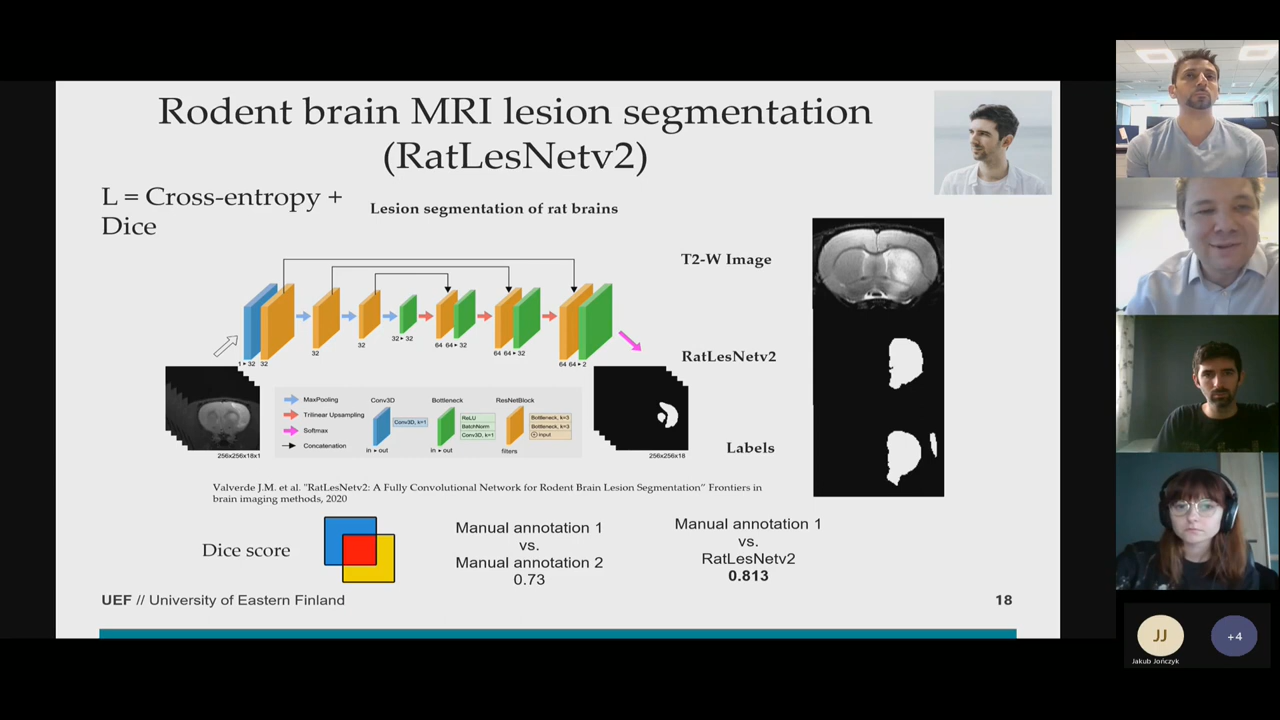 Rodent brain MRI lesion segmentation
(RatLesNetv2)
L = Cross-entropy +
Dice
Lesion segmentation of rat brains
T2-W Image
RatLesNetv2
Labels
1 ▸ 32 32
32
32
32 ▸ 32
64 64 ▸ 32
64 64 ▸ 32
64 64 ▸ 2
MaxPooling
Trilinear Upsampling
Softmax
Concatenation
Conv3D
Conv3D, k=1
in ▸ out
Bottleneck
ReLU
BatchNorm
Conv3D, k=1
in ▸ out
ResNetBlock
Bottleneck, k=3
Bottleneck, k=3
+ input
filters
256x256x18x1
256x256x18
Valverde J.M. et al. "RatLesNetv2: A Fully Convolutional Network for Rodent Brain Lesion Segmentation" Frontiers in
brain imaging methods, 2020
Dice score
Manual annotation 1
vs.
Manual annotation 2
0.73
Manual annotation 1
vs.
RatLesNetv2
0.813
UEF // University of Eastern Finland
18
JJ
Jakub Jończyk
+4